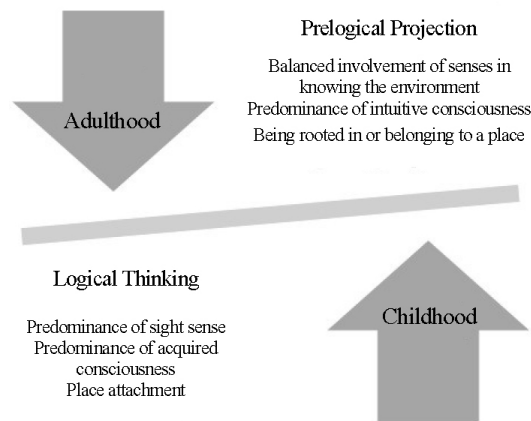 Prelogical Projection
Balanced involvement of senses in
knowing the environment
Predominance of intuitive consciousness
Being rooted in or belonging to a place
Adulthood
Logical Thinking
Predominance of sight sense
Predominance of acquired
consciousness
Place attachment
Childhood